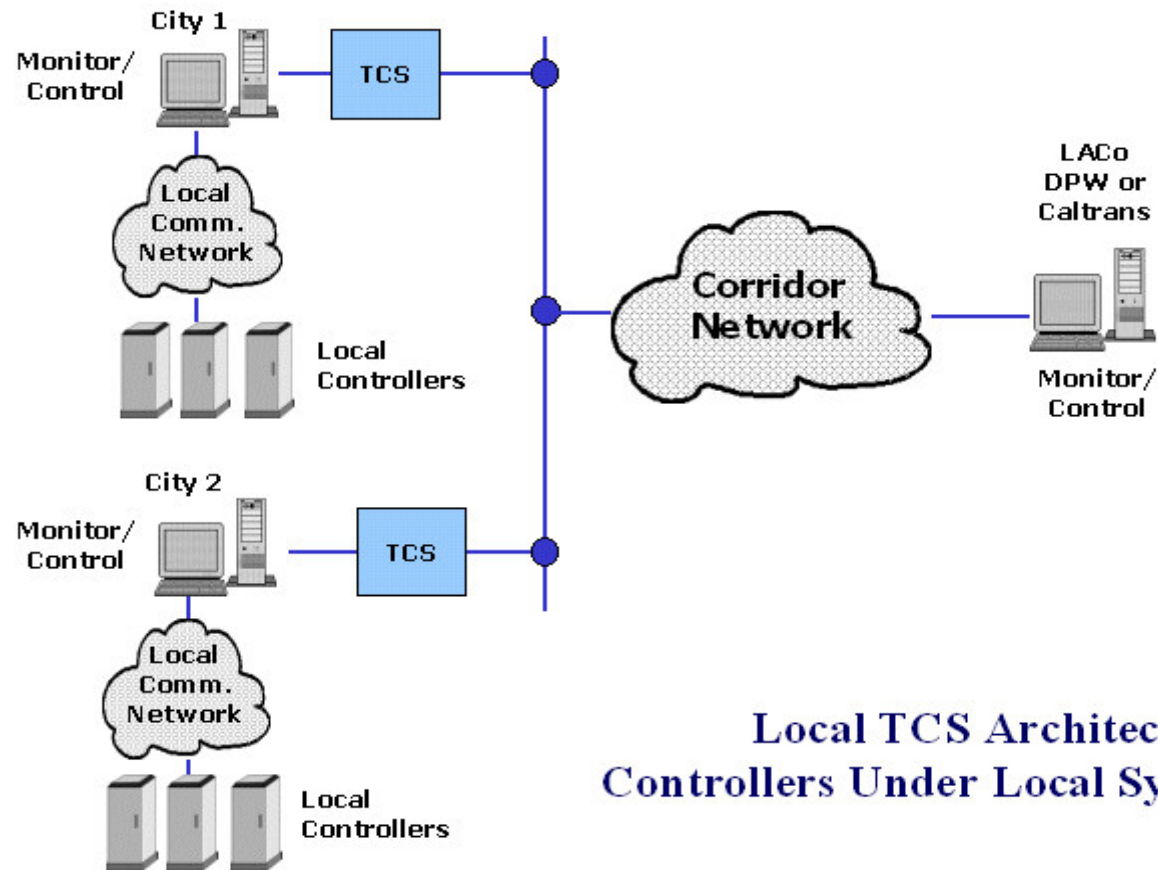 City 1
Monitor/
Control
TCS
Local
Comm.
Network
Local
Controllers
City 2
Monitor/
Control
TCS
Local
Comm.
Network
Local
Controllers
Corridor
Network
LACo
DPW or
Caltrans
Monitor/
Control
Local TCS Architec
Controllers Under Local Sy